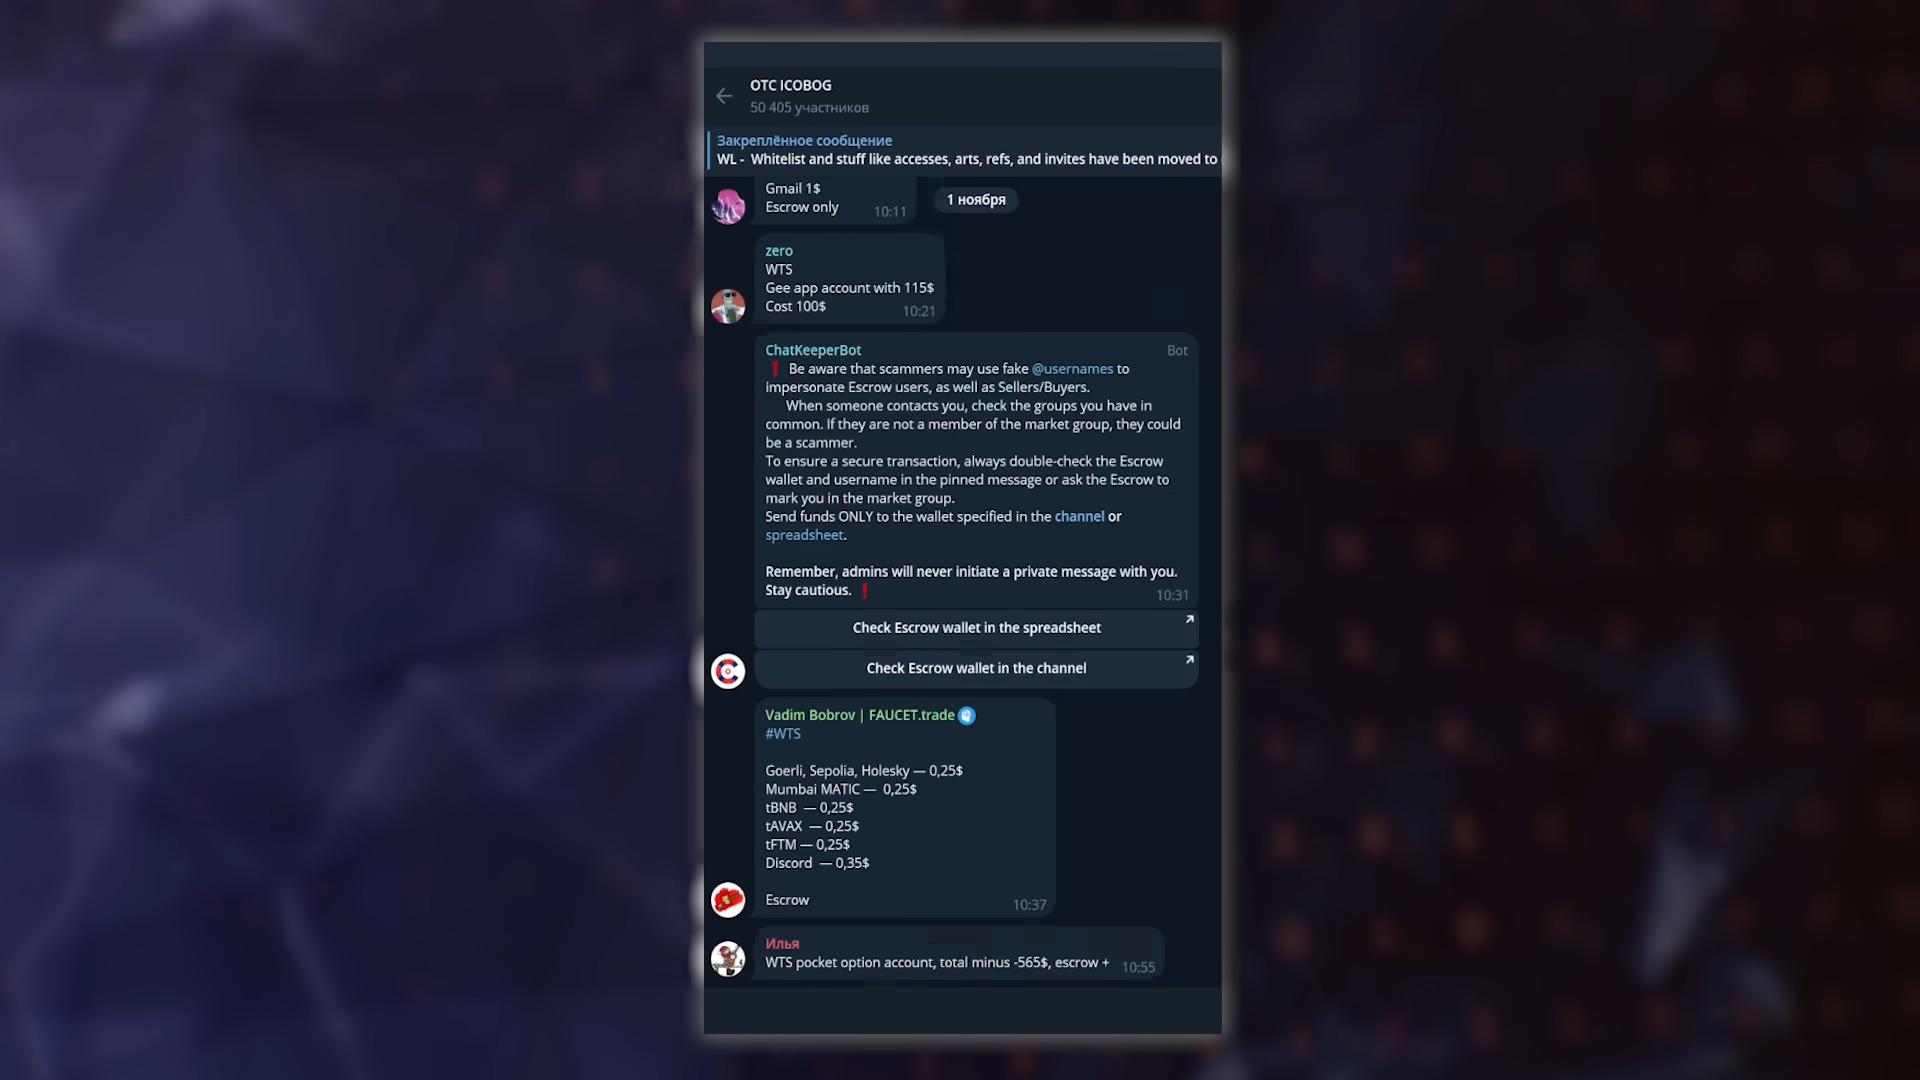 OTC ICOBOG
50 405 участников
Закреплённое сообщение
WL - Whitelist and stuff like accesses, arts, refs, and invites have been moved to
Gmail 1$
Escrow only
10:11
1 ноября
zero
WTS
Gee app account with 115$
Cost 100$
10:21
ChatKeeperBot
Bot
❗ Be aware that scammers may use fake @usernames to
impersonate Escrow users, as well as Sellers/Buyers.
When someone contacts you, check the groups you have in
common. If they are not a member of the market group, they could
be a scammer.
To ensure a secure transaction, always double-check the Escrow
wallet and username in the pinned message or ask the Escrow to
mark you in the market group.
Send funds ONLY to the wallet specified in the channel or
spreadsheet.
Remember, admins will never initiate a private message with you.
Stay cautious. ❗
10:31
Check Escrow wallet in the spreadsheet
Check Escrow wallet in the channel
Vadim Bobrov | FAUCET.trade
#WTS
Goerli, Sepolia, Holesky — 0,25$
Mumbai MATIC — 0,25$
tBNB — 0,25$
tAVAX — 0,25$
tFTM — 0,25$
Discord — 0,35$
Escrow
10:37
Илья
WTS pocket option account, total minus -565$, escrow +
10:55